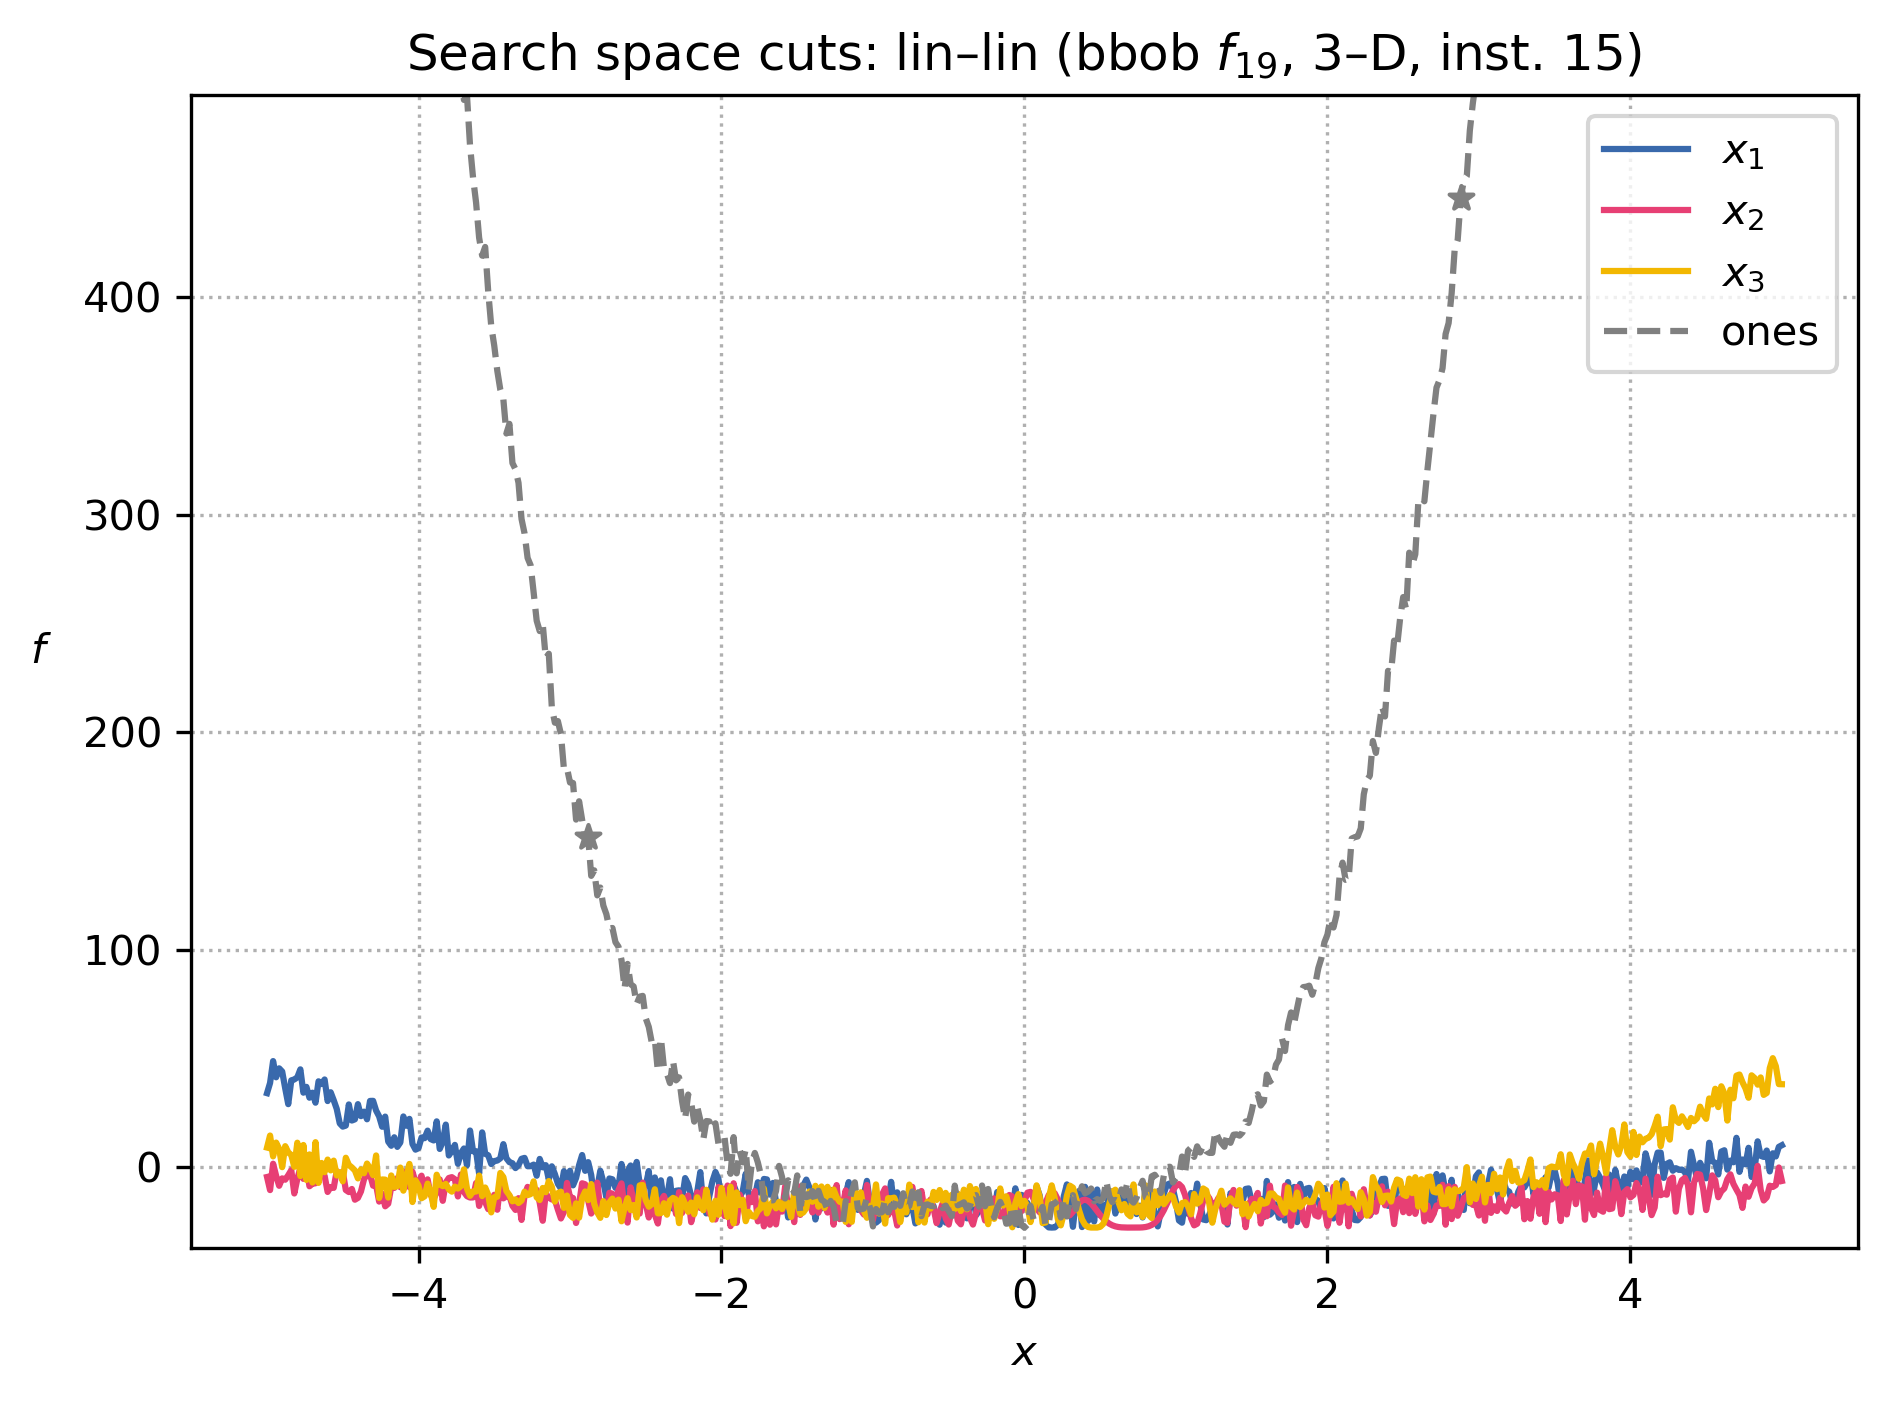 Search space cuts: lin–lin (bbob f₁₉, 3–D, inst. 15)
x₁
x₂
x₃
ones
400
300
200
100
0
f
−4
−2
0
2
4
x